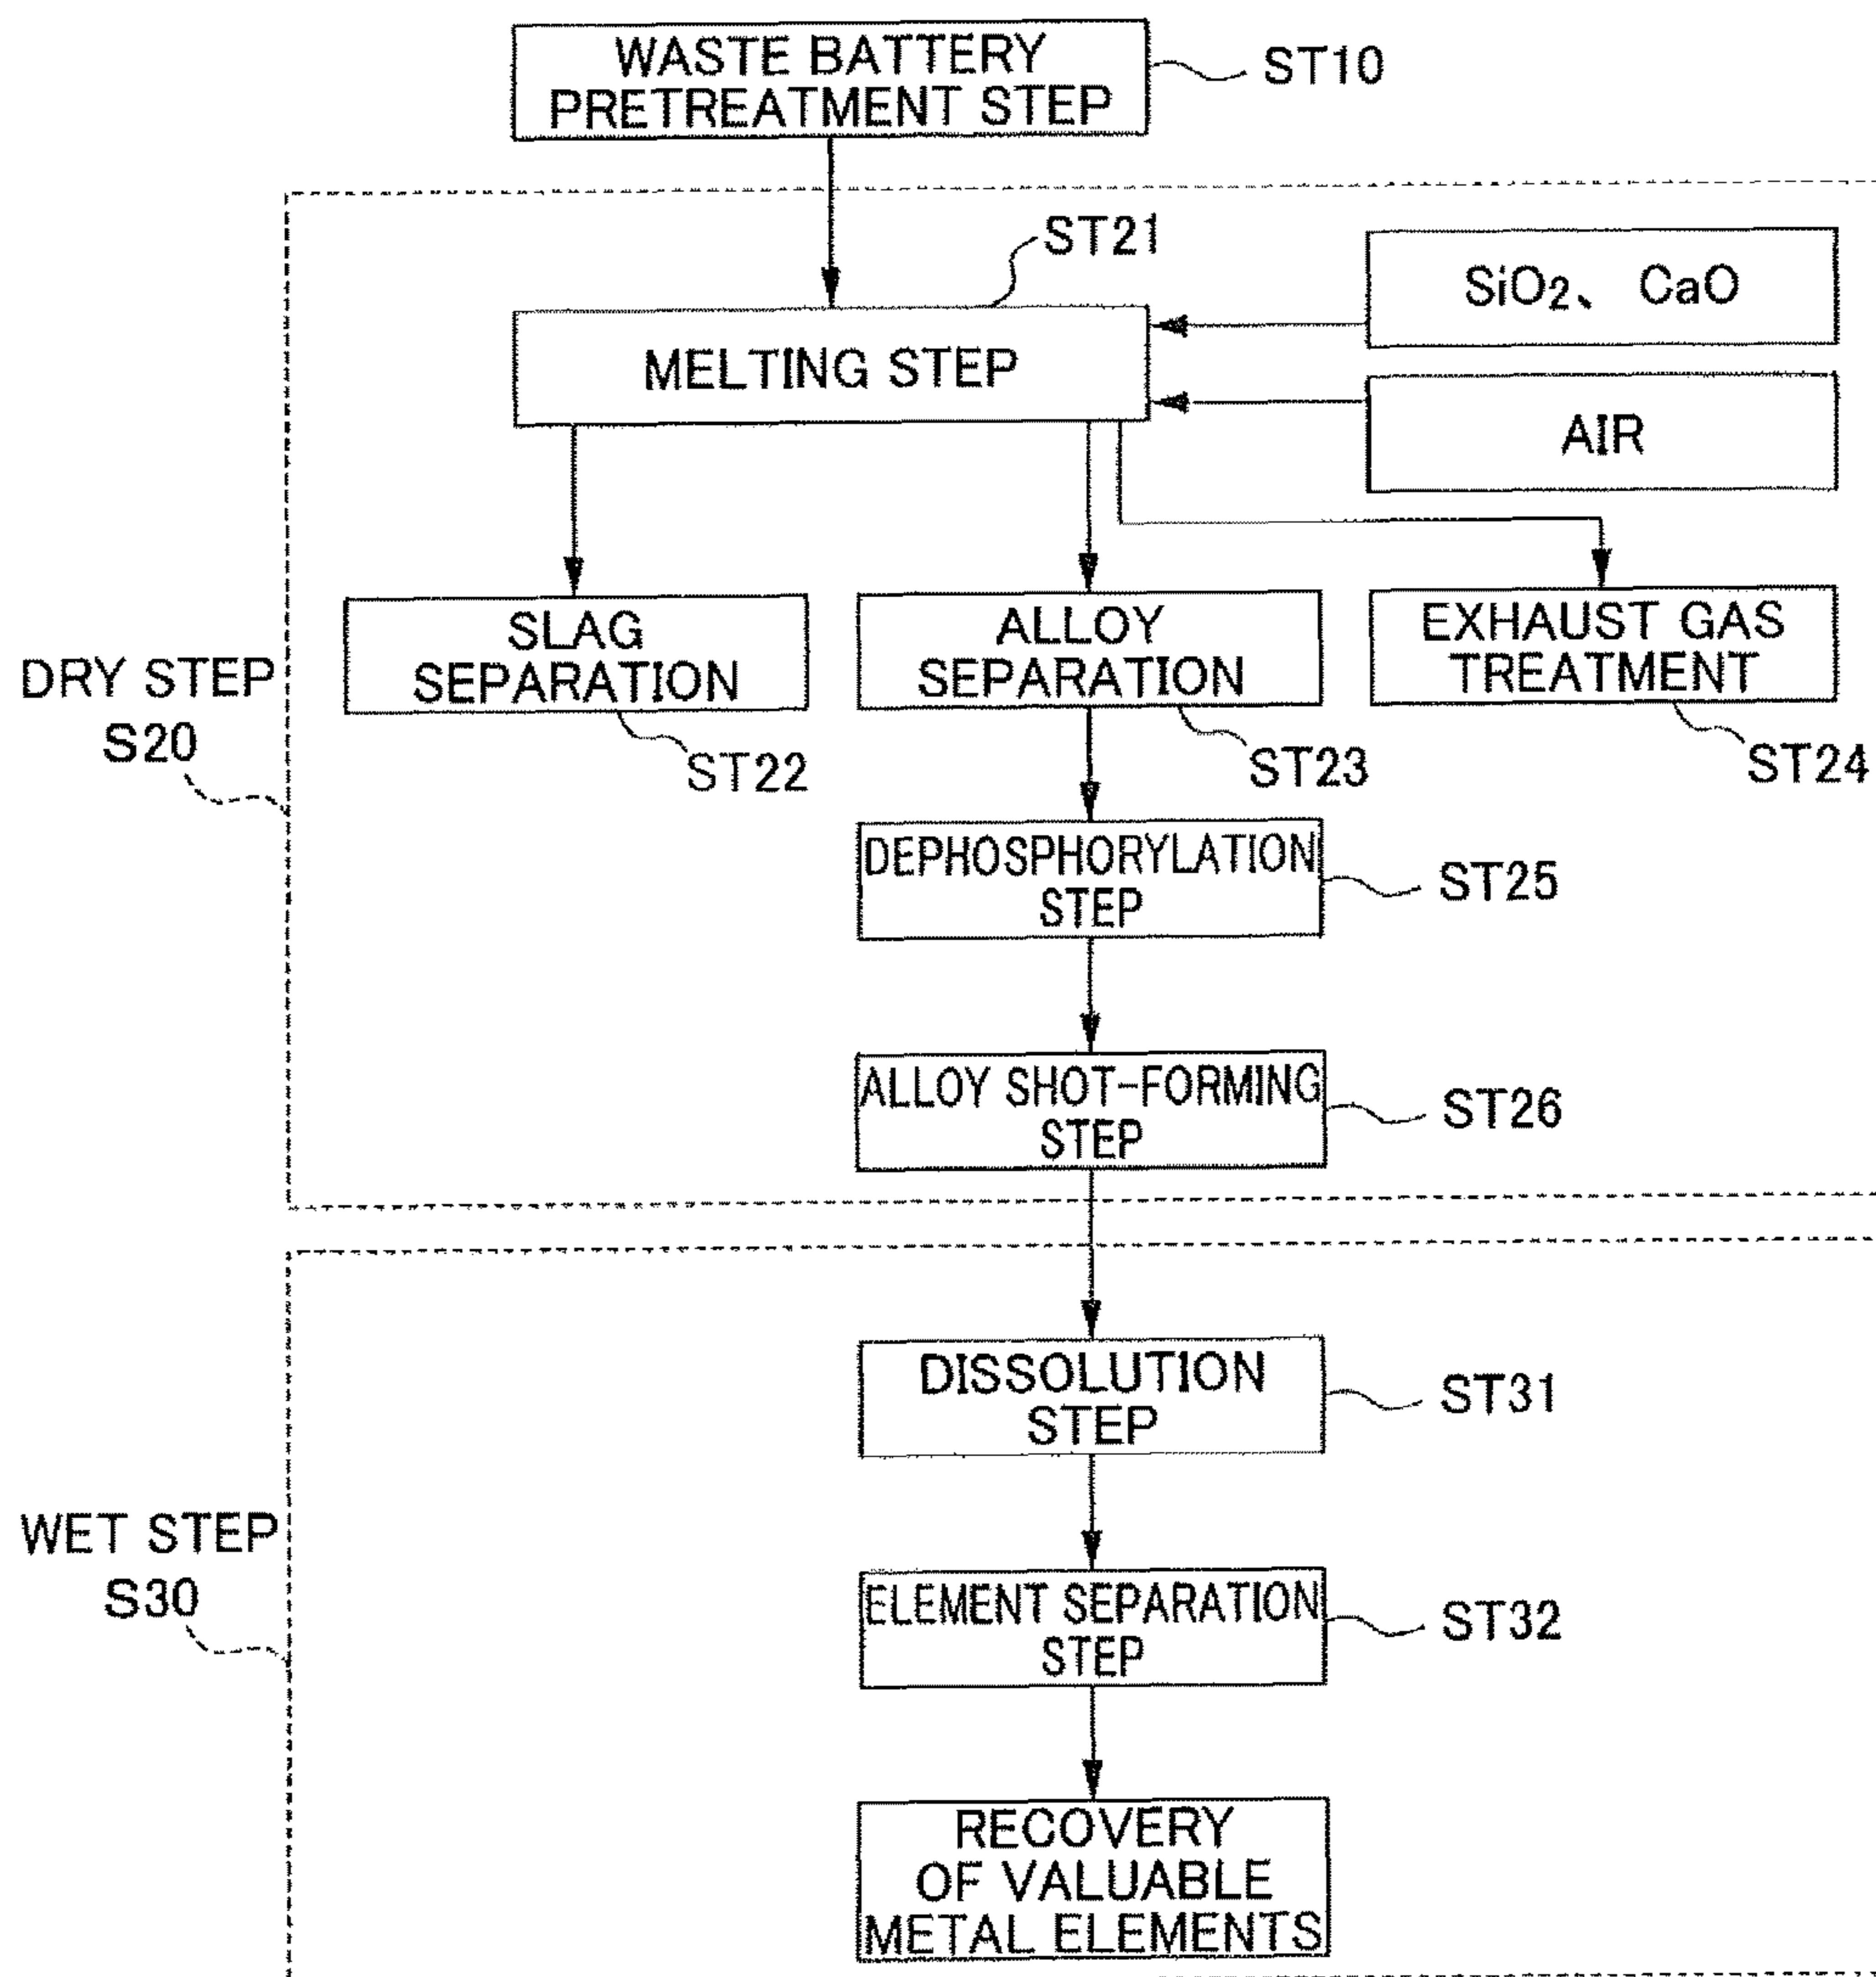 WASTE BATTERY
PRETREATMENT STEP
ST10
ST21
SiO₂、 CaO
MELTING STEP
AIR
SLAG
SEPARATION
ALLOY
SEPARATION
EXHAUST GAS
TREATMENT
DRY STEP
S20
ST22
ST23
ST24
DEPHOSPHORYLATION
STEP
ST25
ALLOY SHOT-FORMING
STEP
ST26
DISSOLUTION
STEP
ST31
WET STEP
S30
ELEMENT SEPARATION
STEP
ST32
RECOVERY
OF VALUABLE
METAL ELEMENTS